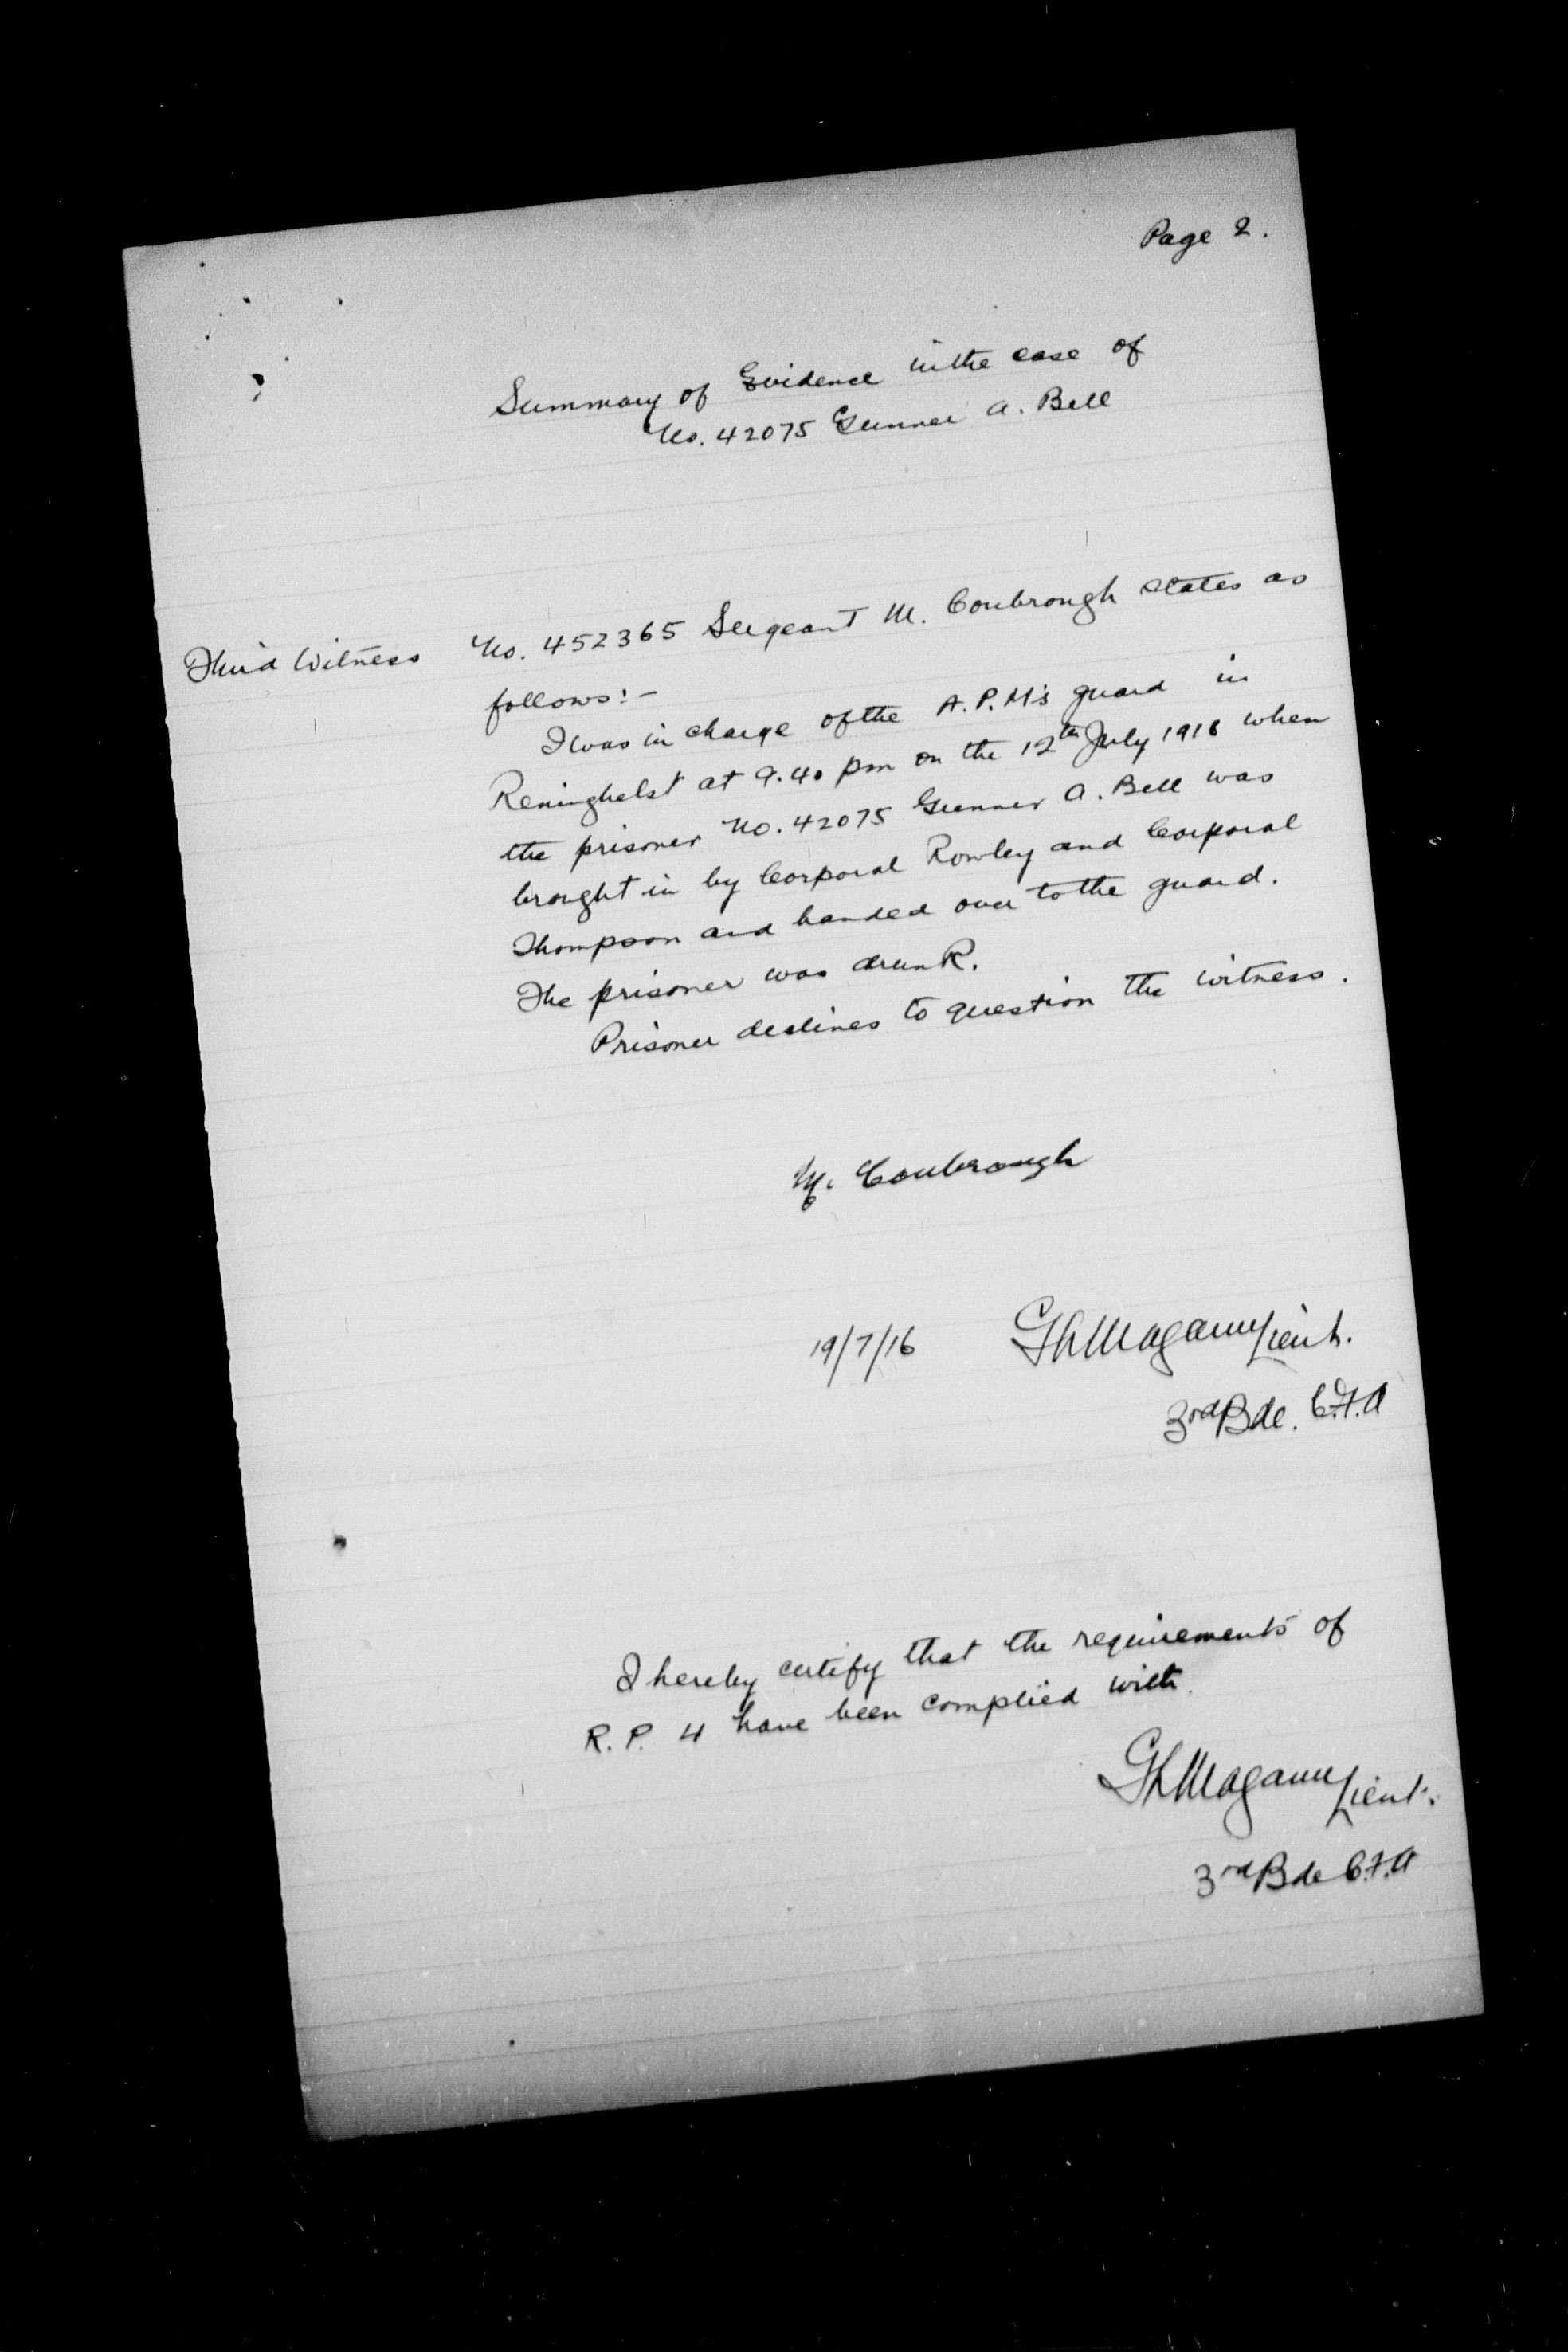 Page 2.
Summary of Evidence in the case of
No. 42075 Gunner A. Bell
Third Witness No. 452365 Sergeant M. Coubrough states as
follows:-
I was in charge of the A.P.M's guard in
Reninghelst at 9.40 pm on the 12th July 1916 when
the prisoner No. 42075 Gunner A. Bell was
brought in by Corporal Rowley and Corporal
Thompson and handed over to the guard.
The prisoner was drunk.
Prisoner declines to question the witness.
M. Coubrough
19/7/16 Lieut.
3rd Bde. C.F.A
I hereby certify that the requirements of
R.P. 4 have been complied with.
Lieut.
3rd Bde C.F.A